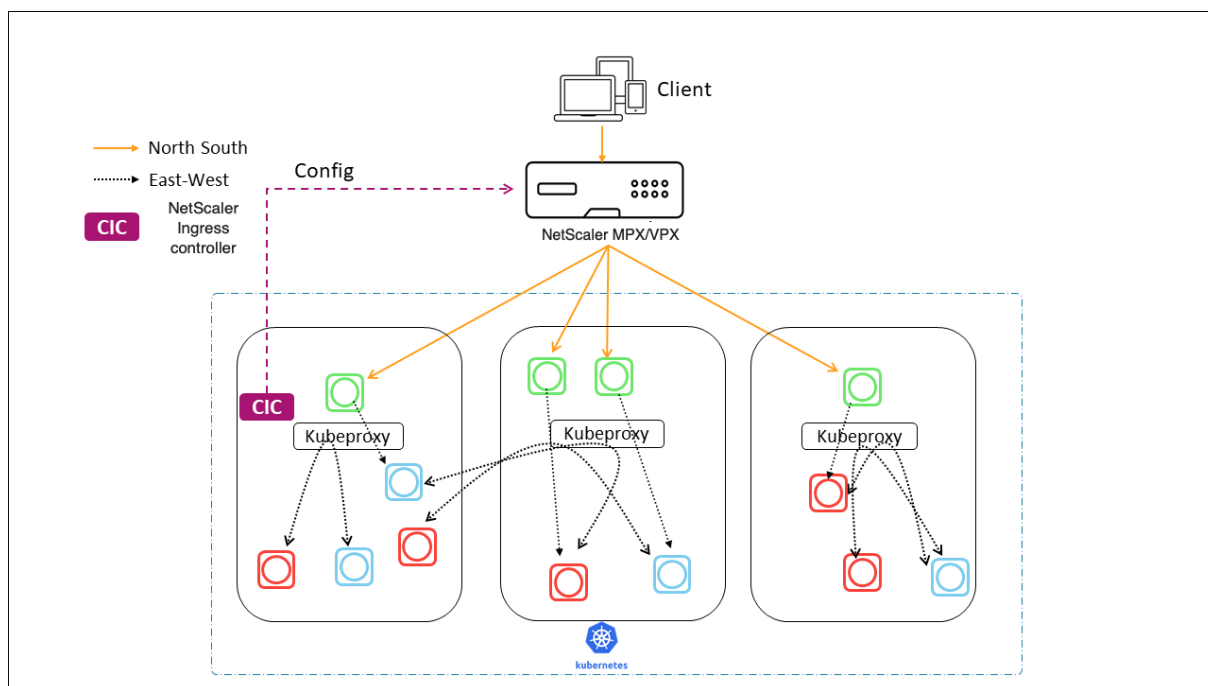 Client
North South
East-West
Config
CIC
NetScaler
Ingress
controller
NetScaler MPX/VPX
CIC
Kubeproxy
Kubeproxy
Kubeproxy
kubernetes